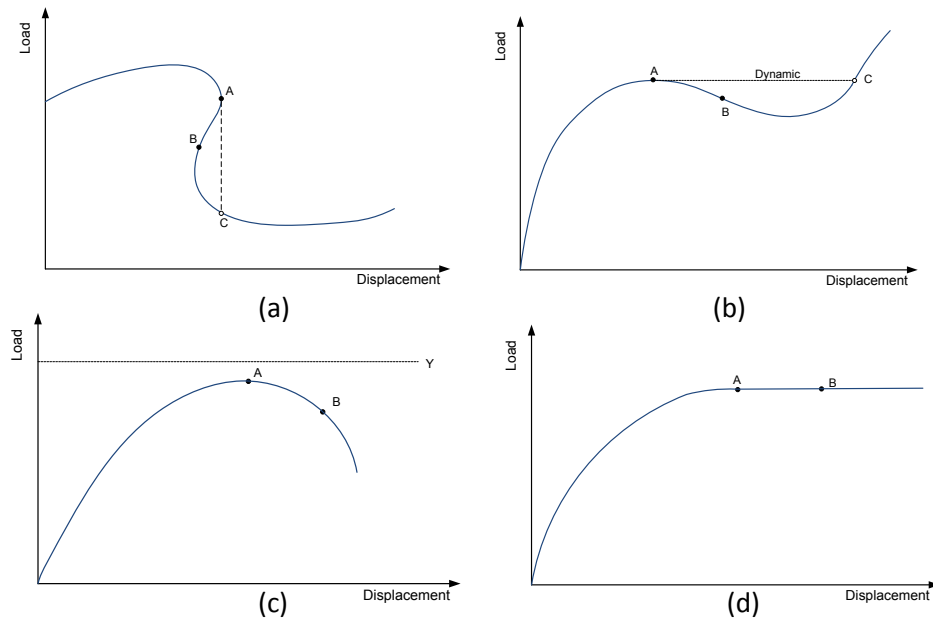 Load
A
B
C
Displacement
(a)
Load
A
Dynamic
C
B
Displacement
(b)
Load
Y
A
B
Displacement
(c)
Load
A
B
Displacement
(d)